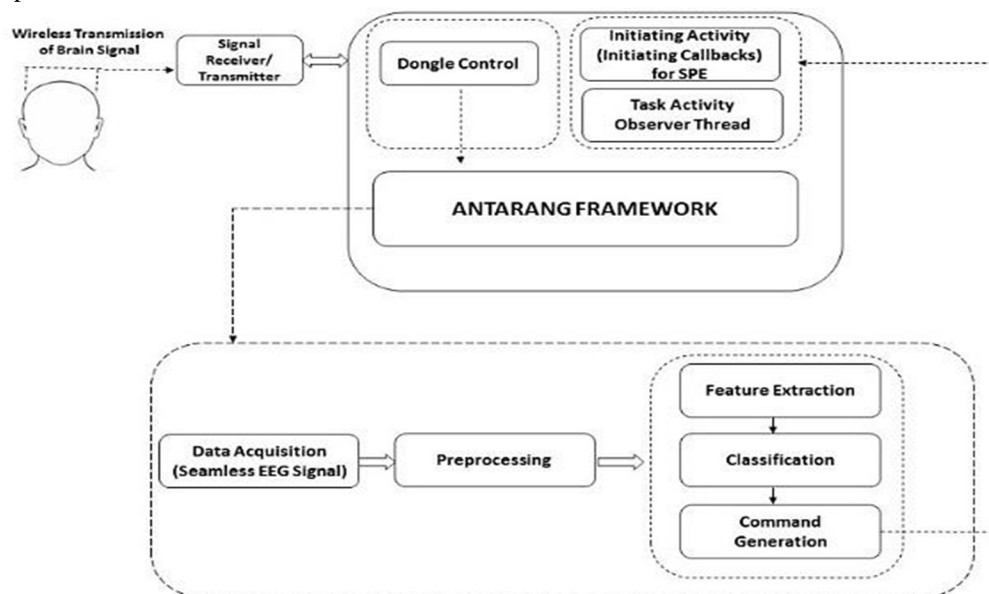 Wireless Transmission
of Brain Signal
Signal
Receiver/
Transmitter
Dongle Control
Initiating Activity
(Initiating Callbacks)
for SPE
Task Activity
Observer Thread
ANTARANG FRAMEWORK
Data Acquisition
(Seamless EEG Signal)
Preprocessing
Feature Extraction
Classification
Command
Generation